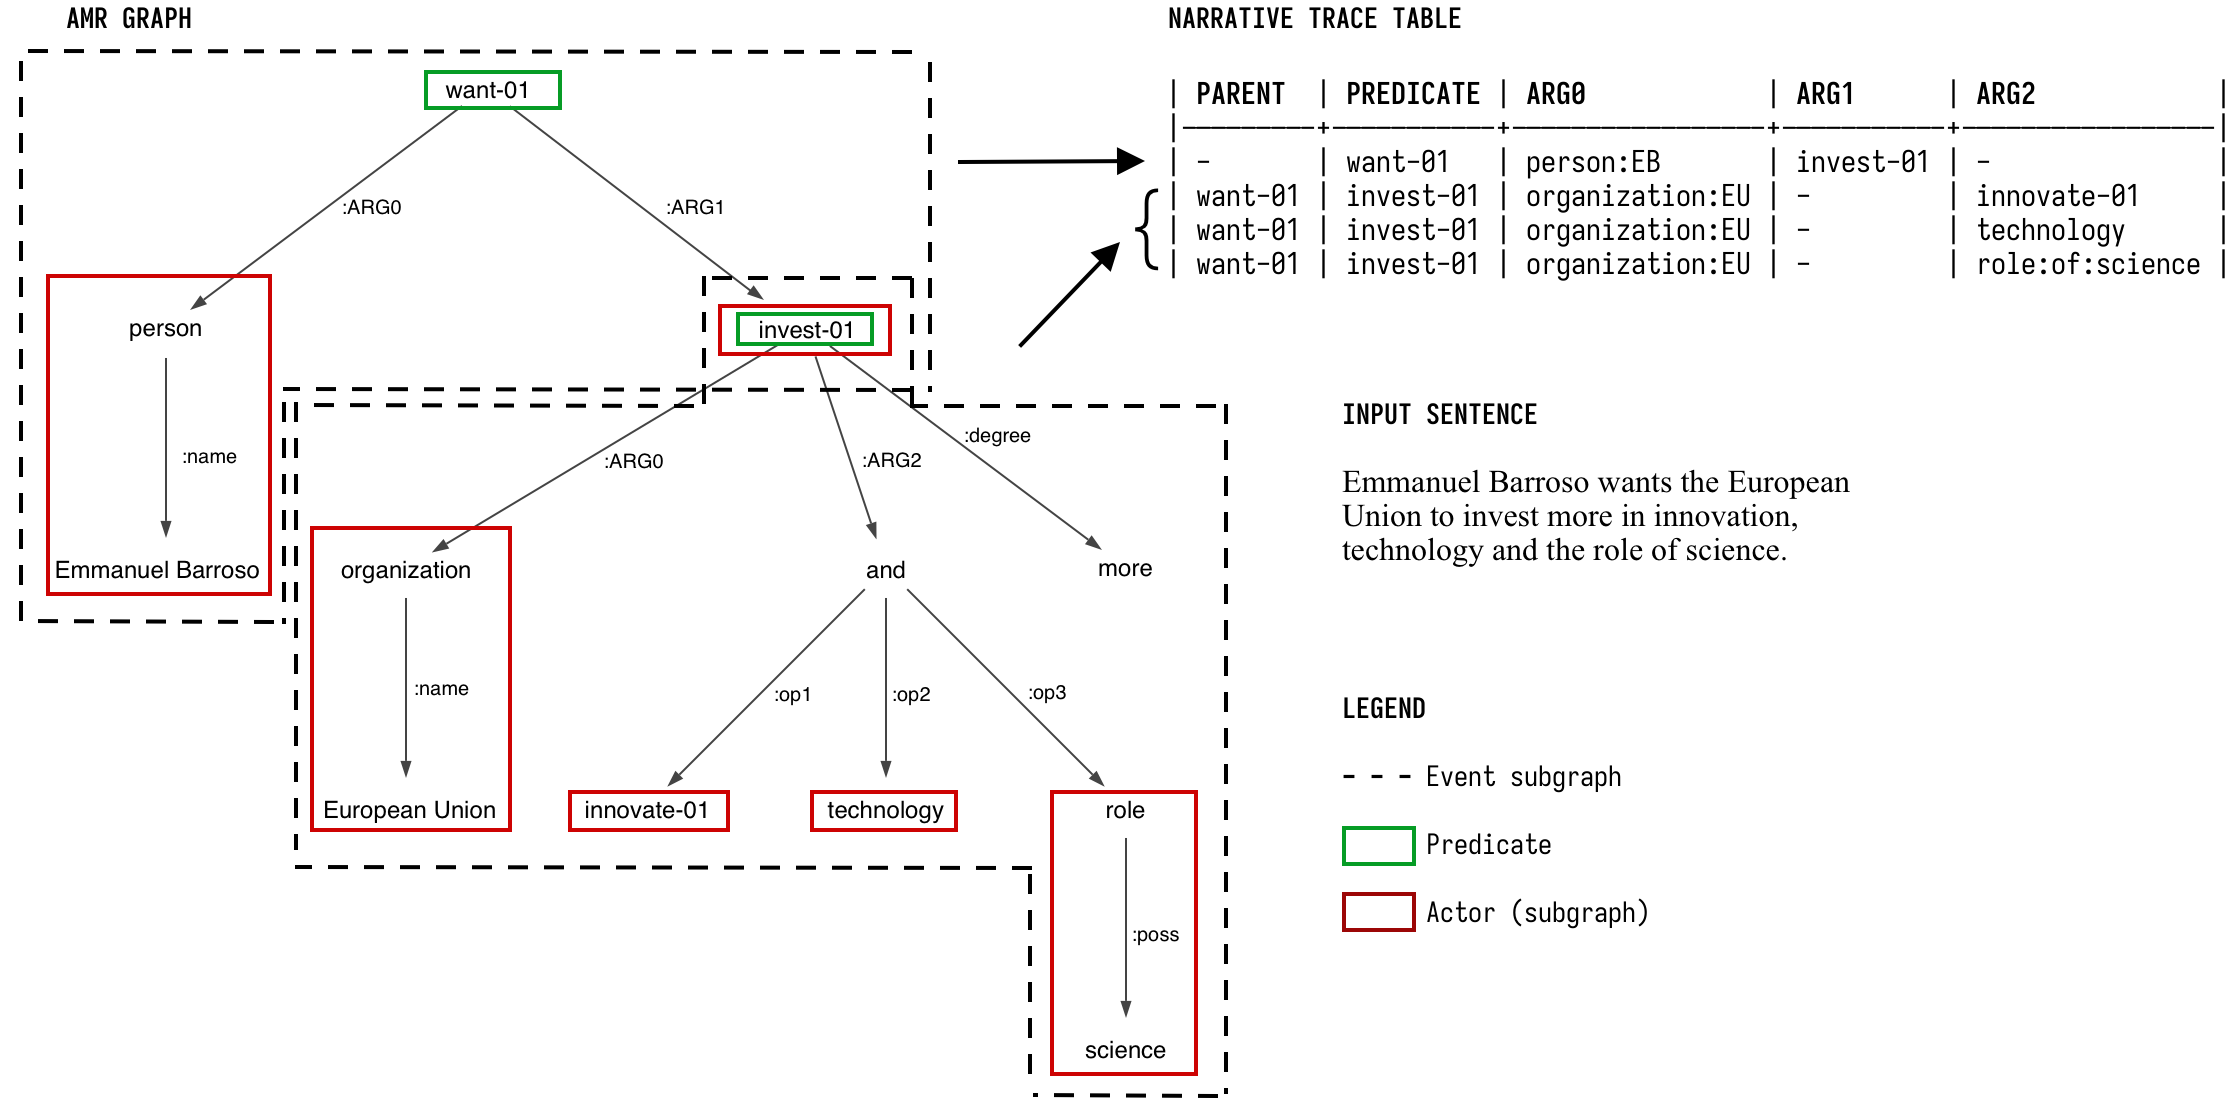 AMR GRAPH
want-01
:ARG0
:ARG1
person
invest-01
:name
:ARG0
:ARG2
:degree
Emmanuel Barroso
organization
and
more
:name
:op1
:op2
:op3
European Union
innovate-01
technology
role
:poss
science
NARRATIVE TRACE TABLE
| PARENT | PREDICATE | ARG0 | ARG1 | ARG2 |
| - | want-01 | person:EB | invest-01 | - |
| want-01 | invest-01 | organization:EU | - | innovate-01 |
| want-01 | invest-01 | organization:EU | - | technology |
| want-01 | invest-01 | organization:EU | - | role:of:science |
INPUT SENTENCE
Emmanuel Barroso wants the European
Union to invest more in innovation,
technology and the role of science.
LEGEND
Event subgraph
Predicate
Actor (subgraph)